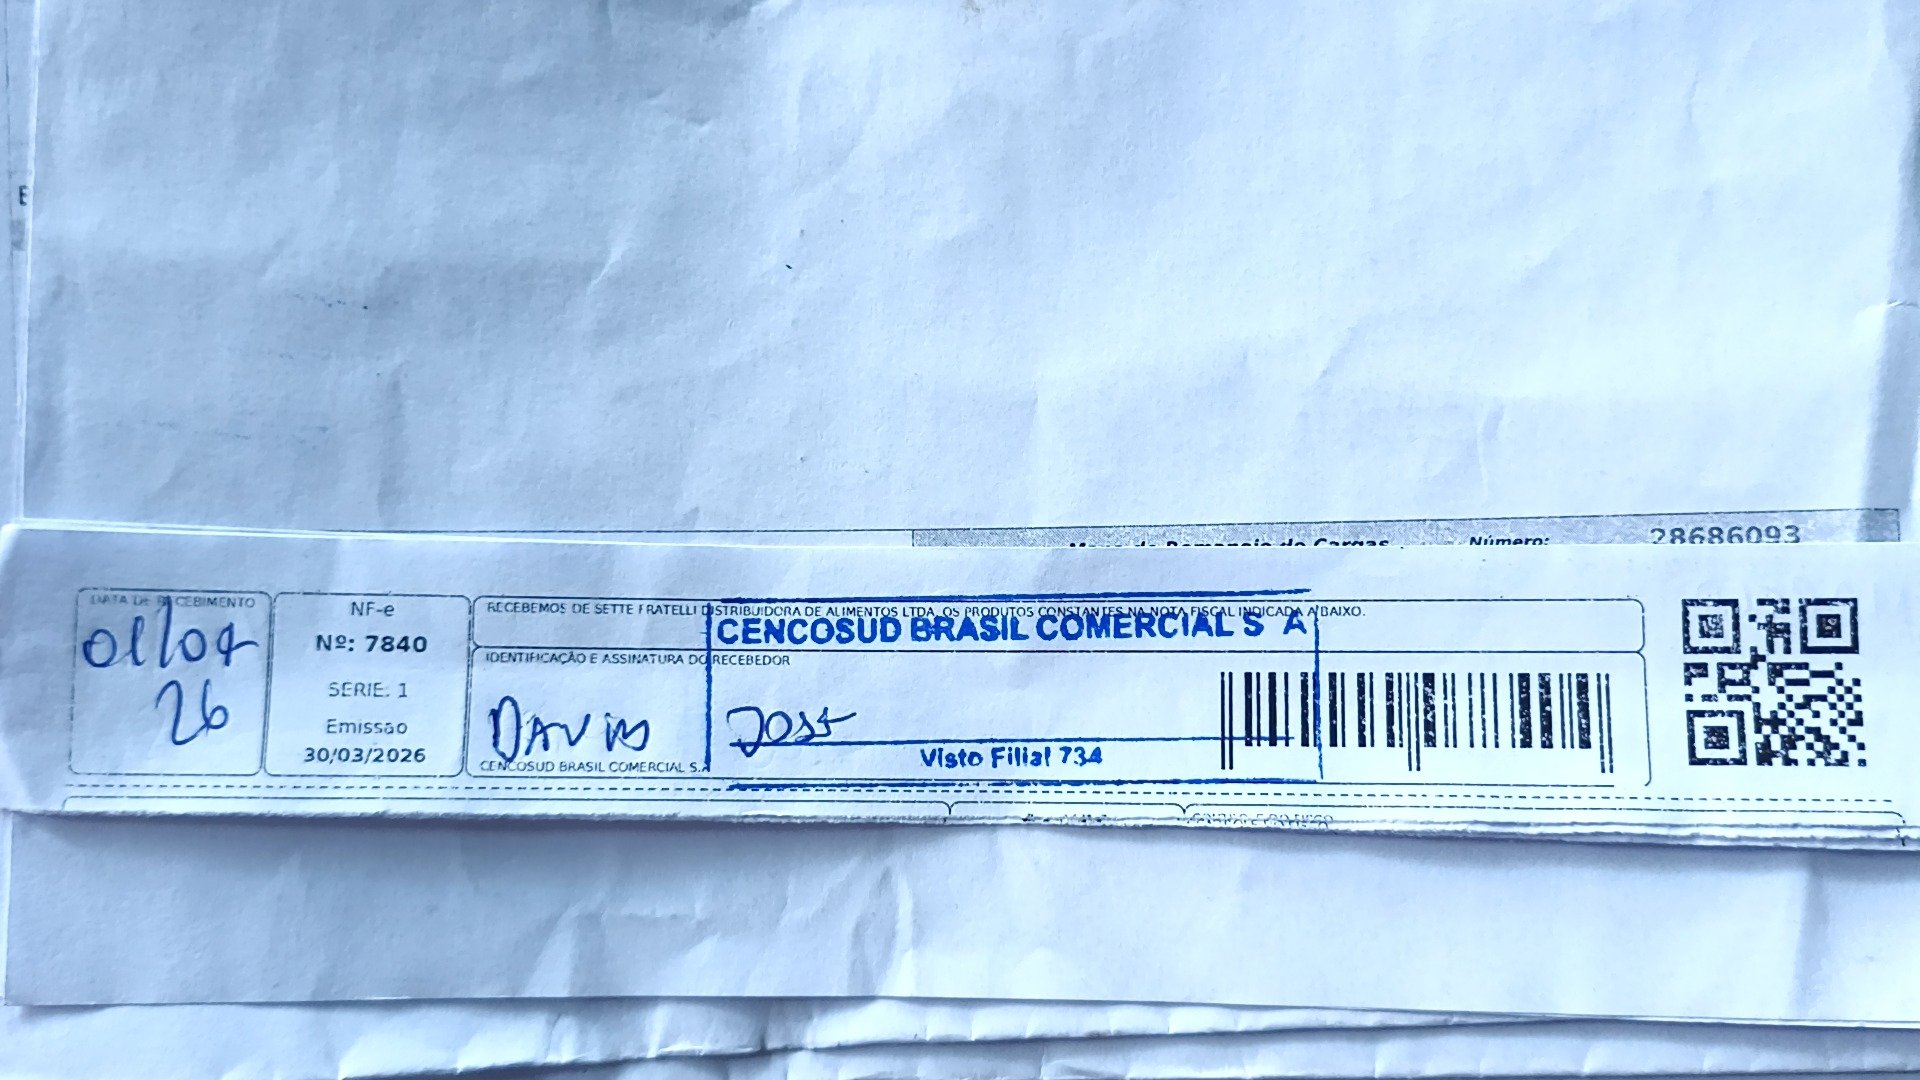 Número: 28686093
DATA DE RECEBIMENTO
01/04
26
NF-e
Nº: 7840
SERIE: 1
Emissão
30/03/2026
RECEBEMOS DE SETTE FRATELLI DISTRIBUIDORA DE ALIMENTOS LTDA, OS PRODUTOS CONSTANTES NA NOTA FISCAL INDICADA ABAIXO.
CENCOSUD BRASIL COMERCIAL S A
IDENTIFICAÇÃO E ASSINATURA DO RECEBEDOR
CENCOSUD BRASIL COMERCIAL S.A
Visto Filial 734